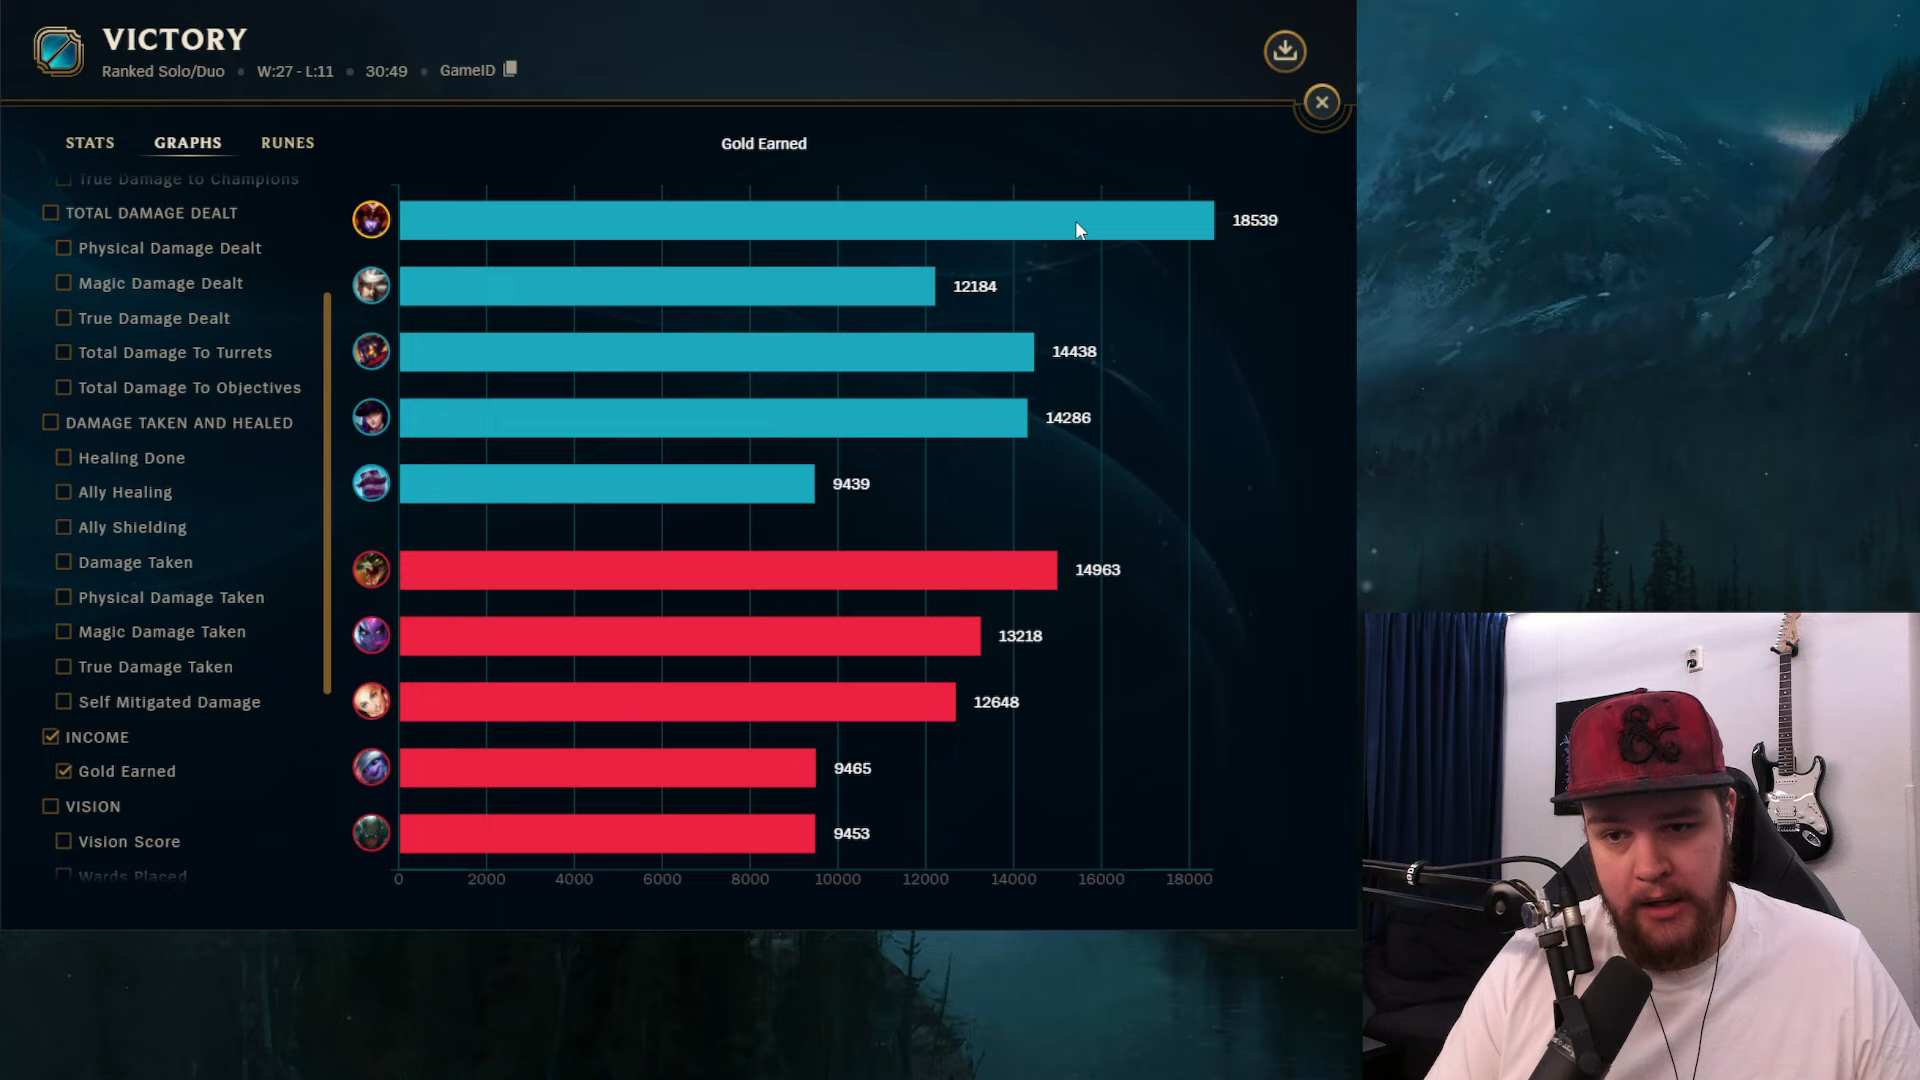 VICTORY
Ranked Solo/Duo • W:27 - L:11 • 30:49 • GameID
STATS GRAPHS RUNES
Gold Earned
True Damage to Champions
TOTAL DAMAGE DEALT
Physical Damage Dealt
Magic Damage Dealt
True Damage Dealt
Total Damage To Turrets
Total Damage To Objectives
DAMAGE TAKEN AND HEALED
Healing Done
Ally Healing
Ally Shielding
Damage Taken
Physical Damage Taken
Magic Damage Taken
True Damage Taken
Self Mitigated Damage
INCOME
Gold Earned
VISION
Vision Score
Wards Placed
18539
12184
14438
14286
9439
14963
13218
12648
9465
9453
0 2000 4000 6000 8000 10000 12000 14000 16000 18000
&